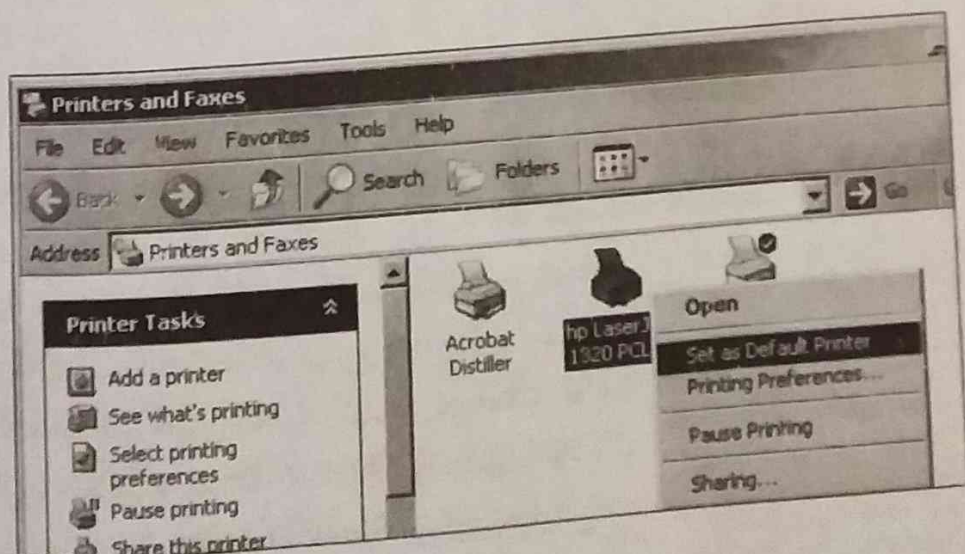 Printers and Faxes
File Edit View Favorites Tools Help
Back Search Folders Go
Address Printers and Faxes
Printer Tasks
Add a printer
See what's printing
Select printing
preferences
Pause printing
Share this printer
Acrobat
Distiller
hp LaserJ
1320 PCL
Open
Set as Default Printer
Printing Preferences...
Pause Printing
Sharing...